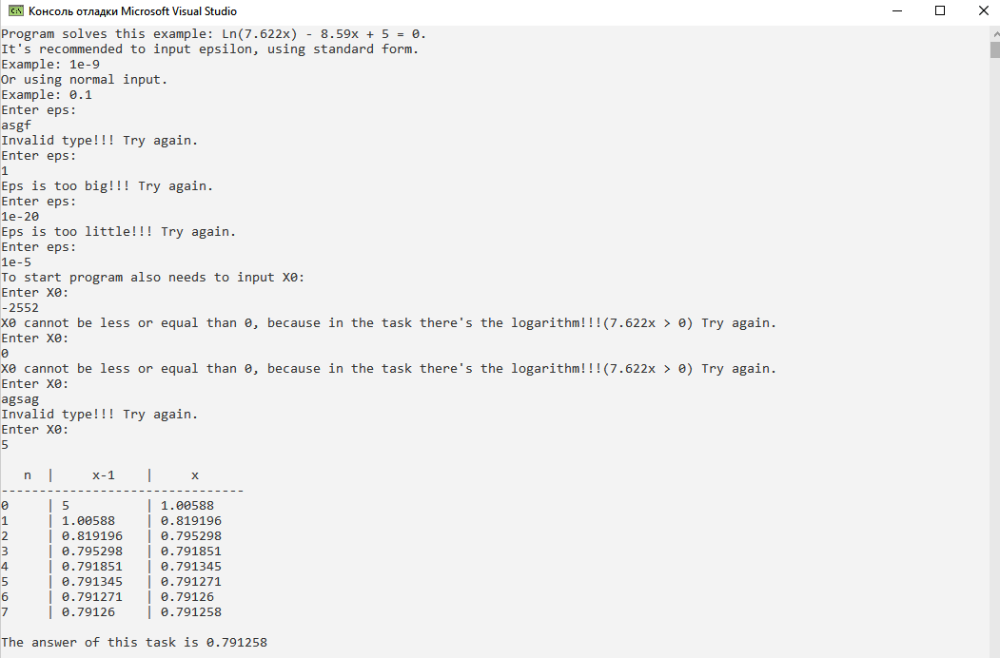 Консоль отладки Microsoft Visual Studio
Program solves this example: Ln(7.622x) - 8.59x + 5 = 0.
It's recommended to input epsilon, using standard form.
Example: 1e-9
Or using normal input.
Example: 0.1
Enter eps:
asgf
Invalid type!!! Try again.
Enter eps:
1
Eps is too big!!! Try again.
Enter eps:
1e-20
Eps is too little!!! Try again.
Enter eps:
1e-5
To start program also needs to input X0:
Enter X0:
-2552
X0 cannot be less or equal than 0, because in the task there's the logarithm!!!(7.622x > 0) Try again.
Enter X0:
0
X0 cannot be less or equal than 0, because in the task there's the logarithm!!!(7.622x > 0) Try again.
Enter X0:
agsag
Invalid type!!! Try again.
Enter X0:
5
n | x-1 | x
--------------------------------
0 | 5 | 1.00588
1 | 1.00588 | 0.819196
2 | 0.819196 | 0.795298
3 | 0.795298 | 0.791851
4 | 0.791851 | 0.791345
5 | 0.791345 | 0.791271
6 | 0.791271 | 0.79126
7 | 0.79126 | 0.791258
The answer of this task is 0.791258